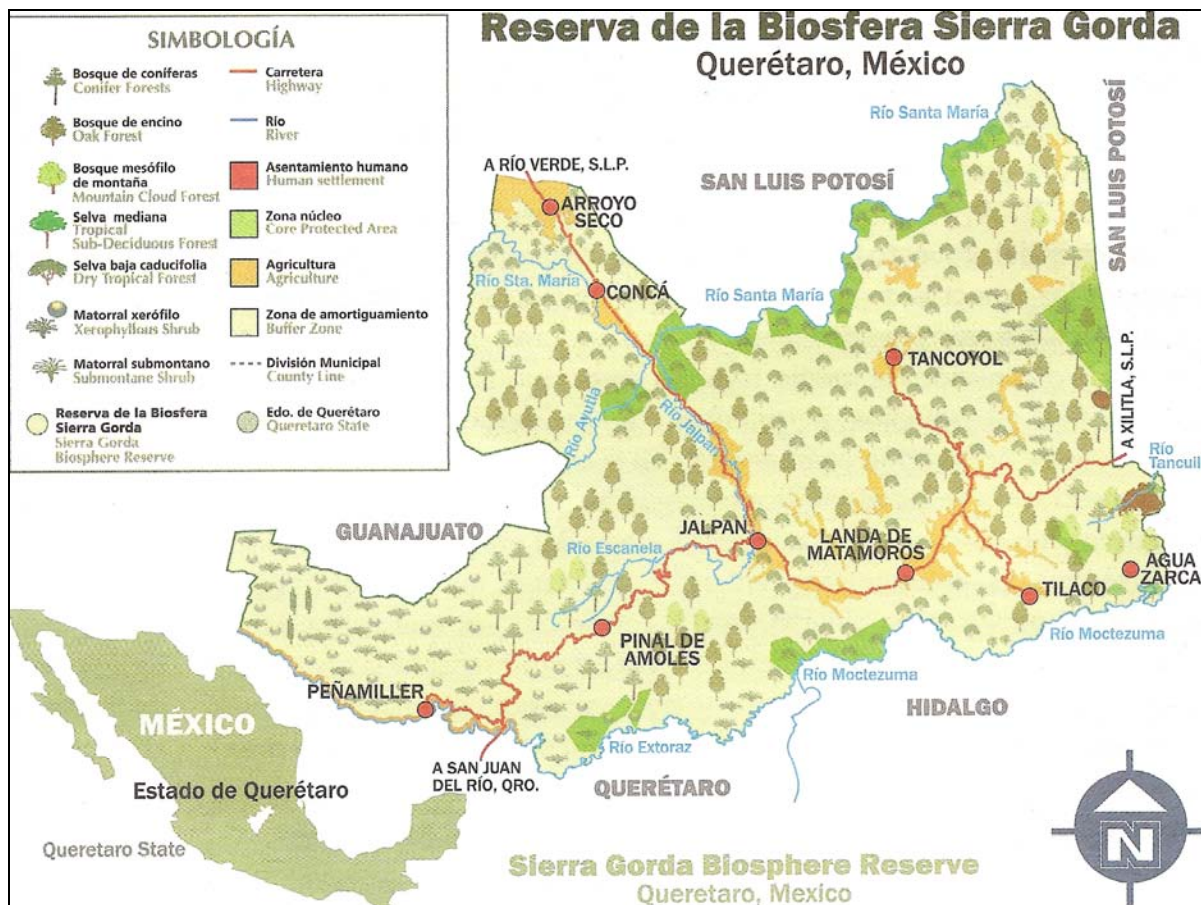 Reserva de la Biosfera Sierra Gorda
Querétaro, México
SIMBOLOGÍA
Bosque de coníferas
Conifer Forests
Bosque de encino
Oak Forest
Bosque mesófilo
de montaña
Mountain Cloud Forest
Selva mediana
Tropical
Sub-Deciduous Forest
Selva baja caducifolia
Dry Tropical Forest
Matorral xerófilo
Xerophyllous Shrub
Matorral submontano
Submontane Shrub
Reserva de la Biosfera
Sierra Gorda
Sierra Gorda
Biosphere Reserve
Carretera
Highway
Río
River
Asentamiento humano
Human settlement
Zona núcleo
Core Protected Area
Agricultura
Agriculture
Zona de amortiguamiento
Buffer Zone
División Municipal
County Line
Edo. de Querétaro
Queretaro State
Río Santa María
SAN LUIS POTOSÍ
A RÍO VERDE, S.L.P.
SAN LUIS POTOSÍ
ARROYO
SECO
Río Sta. María
CONCÁ
Río Santa María
TANCOYOL
A XILITLA, S.L.P.
Río Ayutla
Río Jalpan
Río
Tancuil
GUANAJUATO
JALPAN
LANDA DE
MATAMOROS
Río Escanela
AGUA
ZARCA
TILACO
PINAL DE
AMOLES
Río Moctezuma
Río Moctezuma
PEÑAMILLER
HIDALGO
MÉXICO
Río Extoraz
A SAN JUAN
DEL RÍO, QRO.
QUERÉTARO
Estado de Querétaro
Queretaro State
N
Sierra Gorda Biosphere Reserve
Queretaro, Mexico